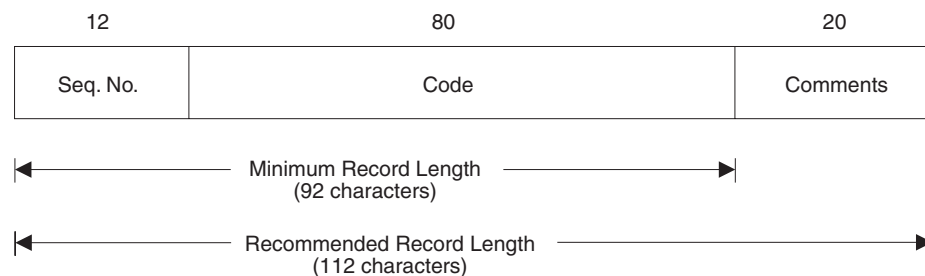 12 80 20
Seq. No. Code Comments
Minimum Record Length
(92 characters)
Recommended Record Length
(112 characters)